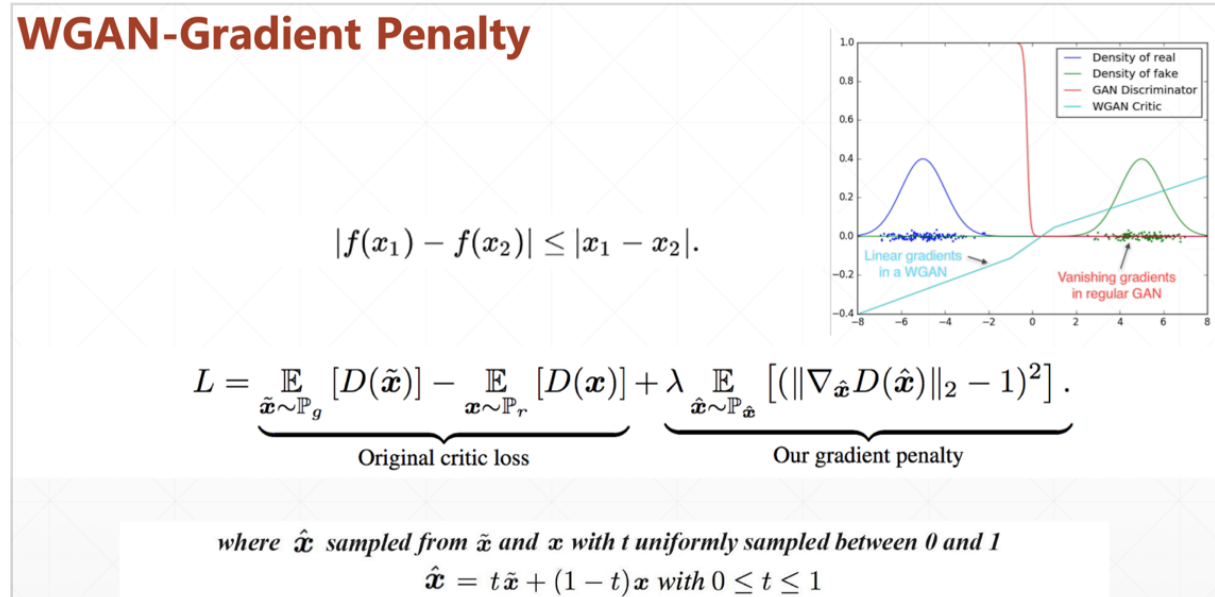 WGAN-Gradient Penalty
1.0
0.8
0.6
0.4
0.2
0.0
−0.2
−0.4
−8
−6
−4
−2
0
2
4
6
8
Density of real
Density of fake
GAN Discriminator
WGAN Critic
Linear gradients
in a WGAN
Vanishing gradients
in regular GAN
|f(x₁) − f(x₂)| ≤ |x₁ − x₂|.
L = 𝔼_{x̃∼ℙ_g} [D(x̃)] − 𝔼_{x∼ℙ_r} [D(x)] + λ 𝔼_{x̂∼ℙ_x̂} [(‖∇_x̂ D(x̂)‖₂ − 1)²].
Original critic loss
Our gradient penalty
where x̂ sampled from x̃ and x with t uniformly sampled between 0 and 1
x̂ = tx̃ + (1 − t)x with 0 ≤ t ≤ 1